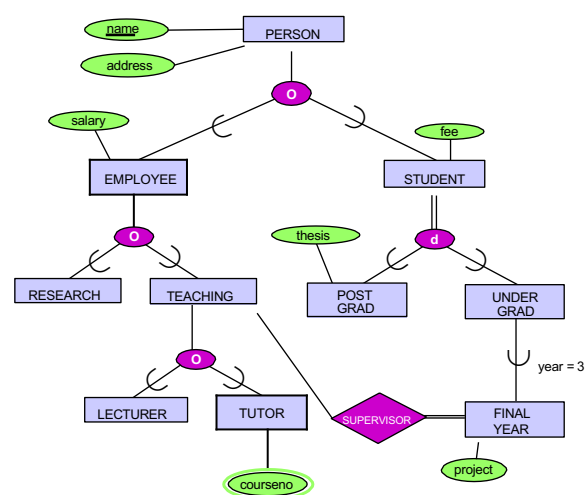 name
PERSON
address
O
salary
fee
EMPLOYEE
STUDENT
O
thesis
d
RESEARCH
TEACHING
POST
GRAD
UNDER
GRAD
O
year = 3
LECTURER
TUTOR
SUPERVISOR
FINAL
YEAR
courseno
project